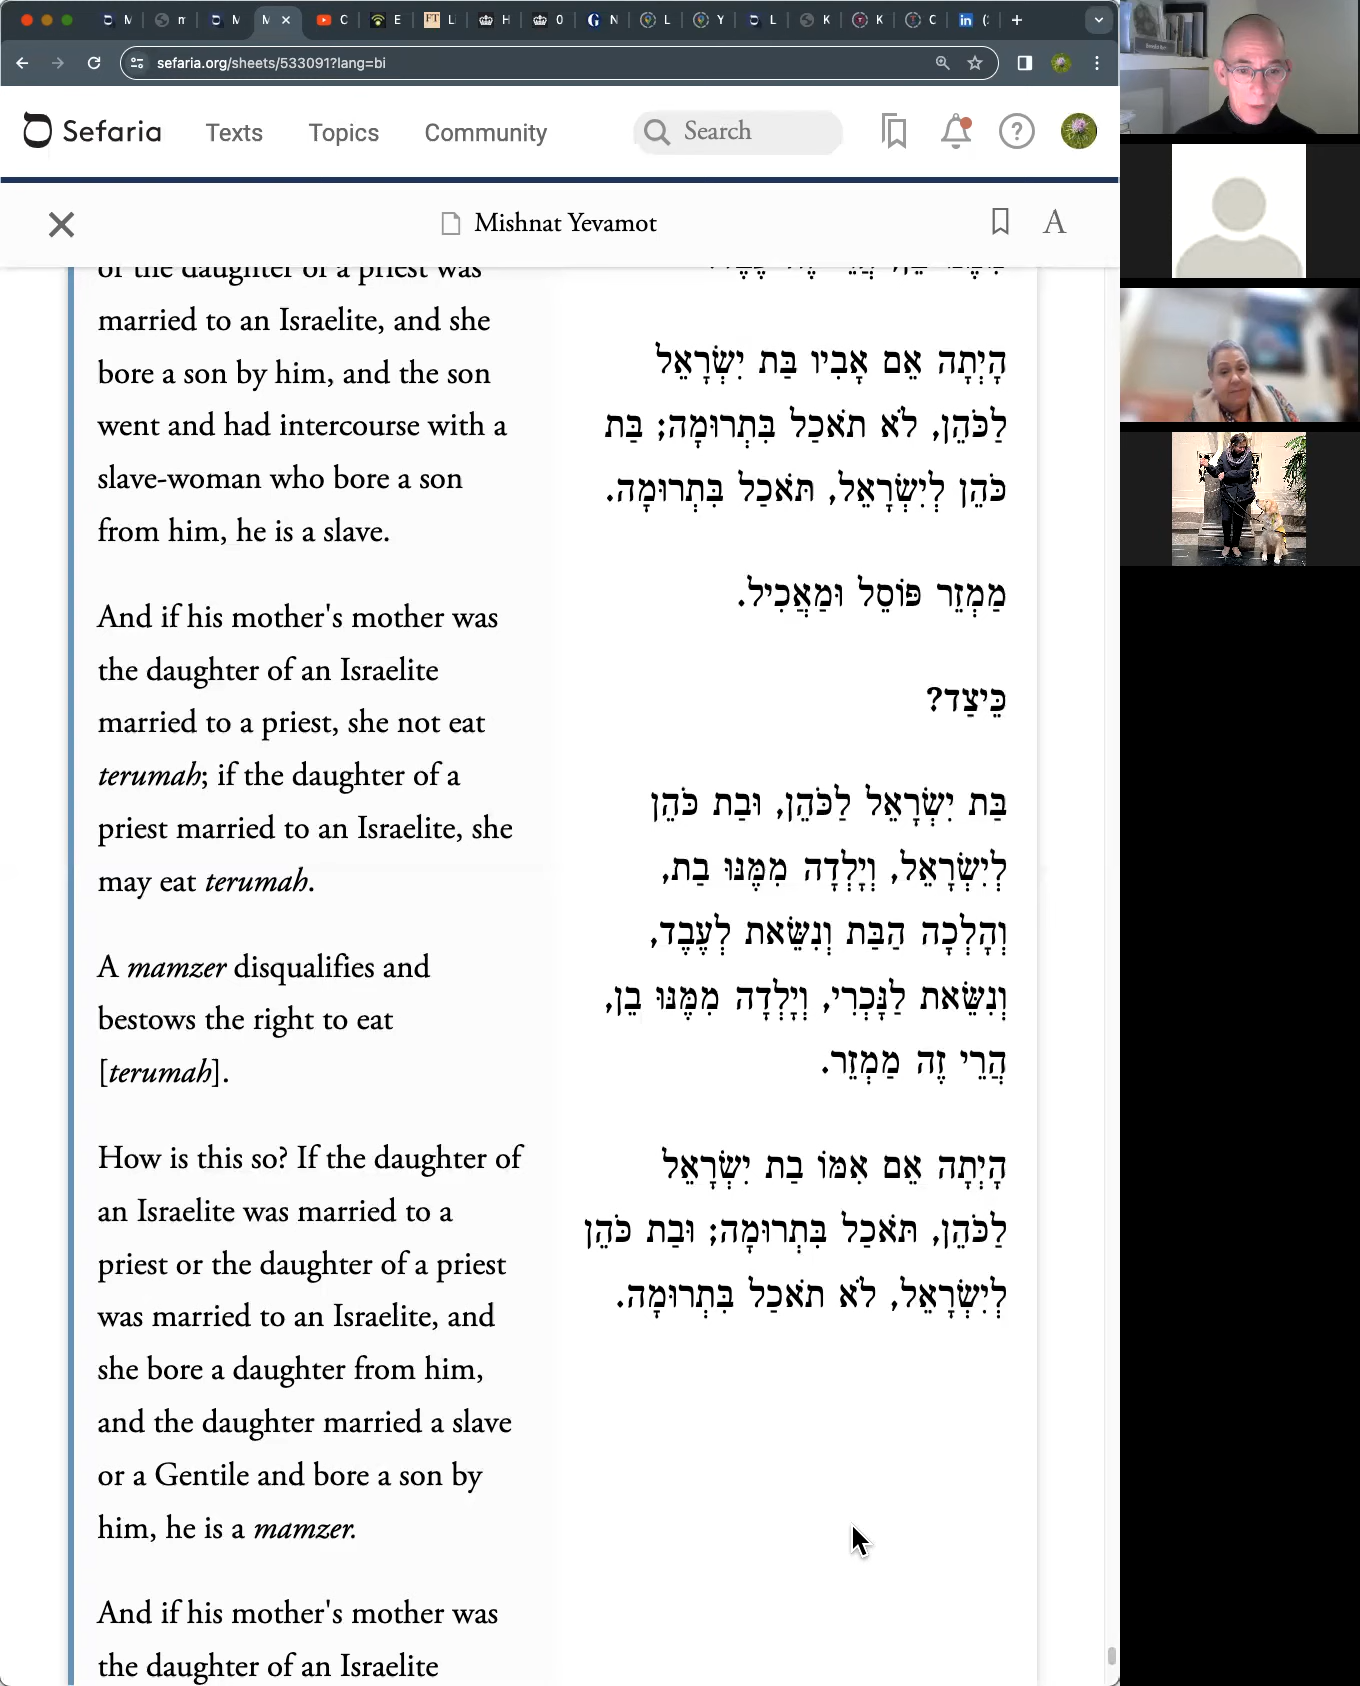 sefaria.org/sheets/533091?lang=bi
Sefaria Texts Topics Community Search
Mishnat Yevamot A
or the daughter of a priest was
married to an Israelite, and she
bore a son by him, and the son
went and had intercourse with a
slave-woman who bore a son
from him, he is a slave.
And if his mother's mother was
the daughter of an Israelite
married to a priest, she not eat
terumah; if the daughter of a
priest married to an Israelite, she
may eat terumah.
A mamzer disqualifies and
bestows the right to eat
[terumah].
How is this so? If the daughter of
an Israelite was married to a
priest or the daughter of a priest
was married to an Israelite, and
she bore a daughter from him,
and the daughter married a slave
or a Gentile and bore a son by
him, he is a mamzer.
And if his mother's mother was
the daughter of an Israelite
הָיְתָה אֵם אָבִיו בַּת יִשְׂרָאֵל
לַכֹּהֵן, לֹא תֹאכַל בִּתְרוּמָה; בַּת
כֹּהֵן לְיִשְׂרָאֵל, תֹּאכַל בִּתְרוּמָה.
מַמְזֵר פּוֹסֵל וּמַאֲכִיל.
כֵּיצַד?
בַּת יִשְׂרָאֵל לַכֹּהֵן, וּבַת כֹּהֵן
לְיִשְׂרָאֵל, וְיָלְדָה מִמֶּנּוּ בַת,
וְהָלְכָה הַבַּת וְנִשֵּׂאת לְעֶבֶד,
וְנִשֵּׂאת לַנָּכְרִי, וְיָלְדָה מִמֶּנּוּ בֵן,
הֲרֵי זֶה מַמְזֵר.
הָיְתָה אֵם אִמּוֹ בַת יִשְׂרָאֵל
לַכֹּהֵן, תֹּאכַל בִּתְרוּמָה; וּבַת כֹּהֵן
לְיִשְׂרָאֵל, לֹא תֹאכַל בִּתְרוּמָה.